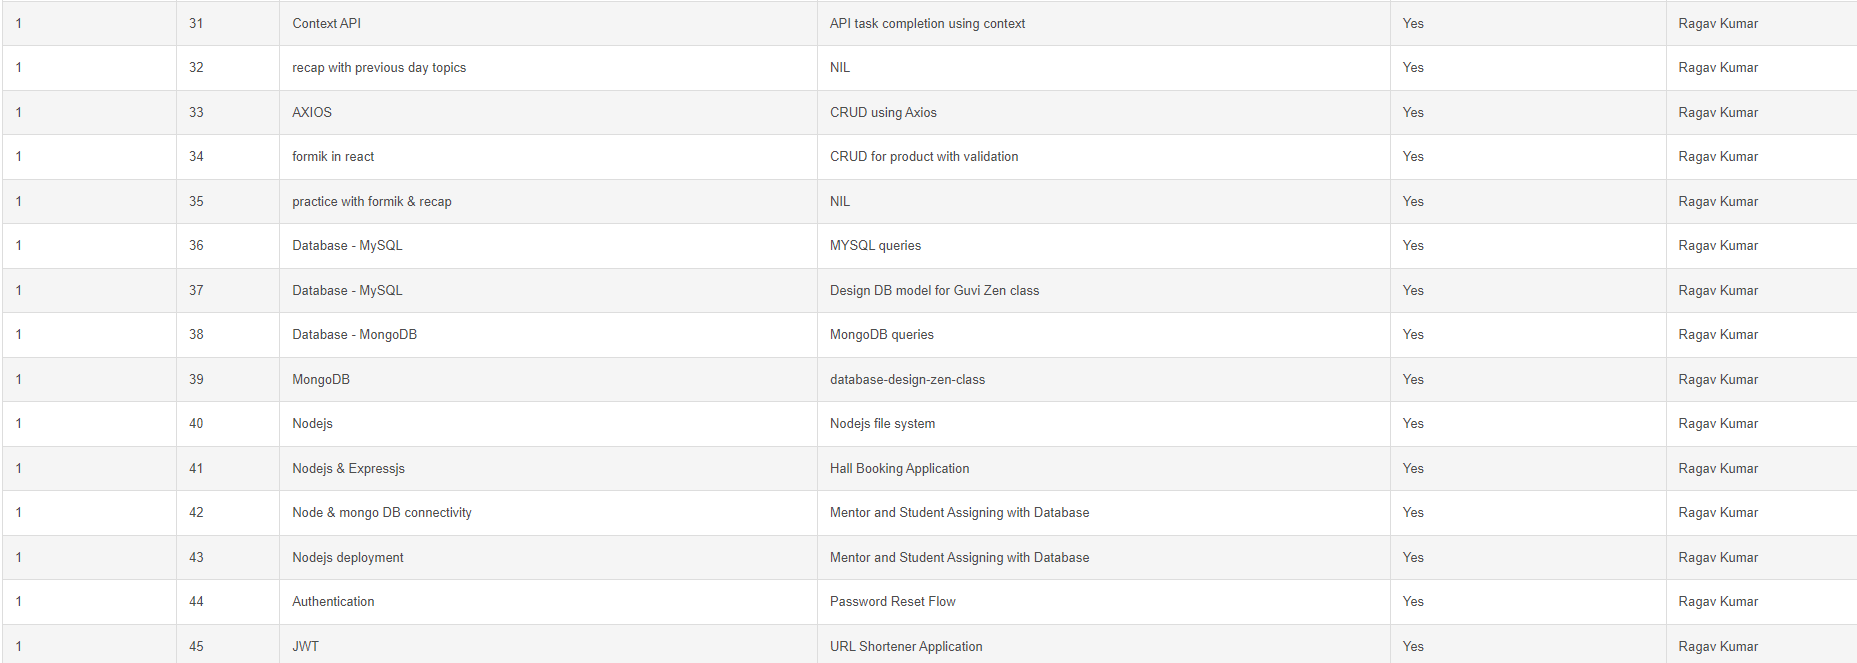 1 31 Context API API task completion using context Yes Ragav Kumar
1 32 recap with previous day topics NIL Yes Ragav Kumar
1 33 AXIOS CRUD using Axios Yes Ragav Kumar
1 34 formik in react CRUD for product with validation Yes Ragav Kumar
1 35 practice with formik & recap NIL Yes Ragav Kumar
1 36 Database - MySQL MYSQL queries Yes Ragav Kumar
1 37 Database - MySQL Design DB model for Guvi Zen class Yes Ragav Kumar
1 38 Database - MongoDB MongoDB queries Yes Ragav Kumar
1 39 MongoDB database-design-zen-class Yes Ragav Kumar
1 40 Nodejs Nodejs file system Yes Ragav Kumar
1 41 Nodejs & Expressjs Hall Booking Application Yes Ragav Kumar
1 42 Node & mongo DB connectivity Mentor and Student Assigning with Database Yes Ragav Kumar
1 43 Nodejs deployment Mentor and Student Assigning with Database Yes Ragav Kumar
1 44 Authentication Password Reset Flow Yes Ragav Kumar
1 45 JWT URL Shortener Application Yes Ragav Kumar